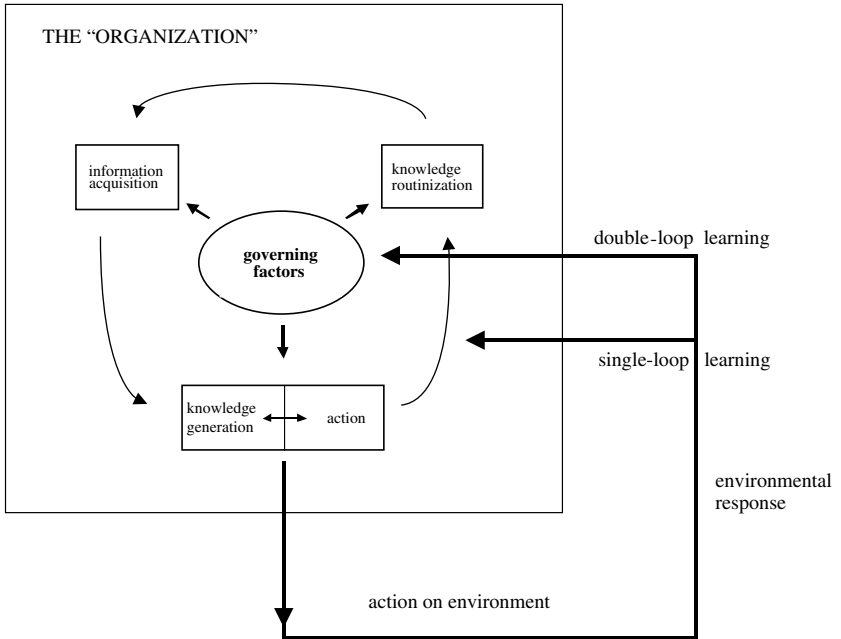 THE “ORGANIZATION”
information
acquisition
knowledge
routinization
governing
factors
double-loop learning
single-loop learning
knowledge
generation
action
environmental
response
action on environment